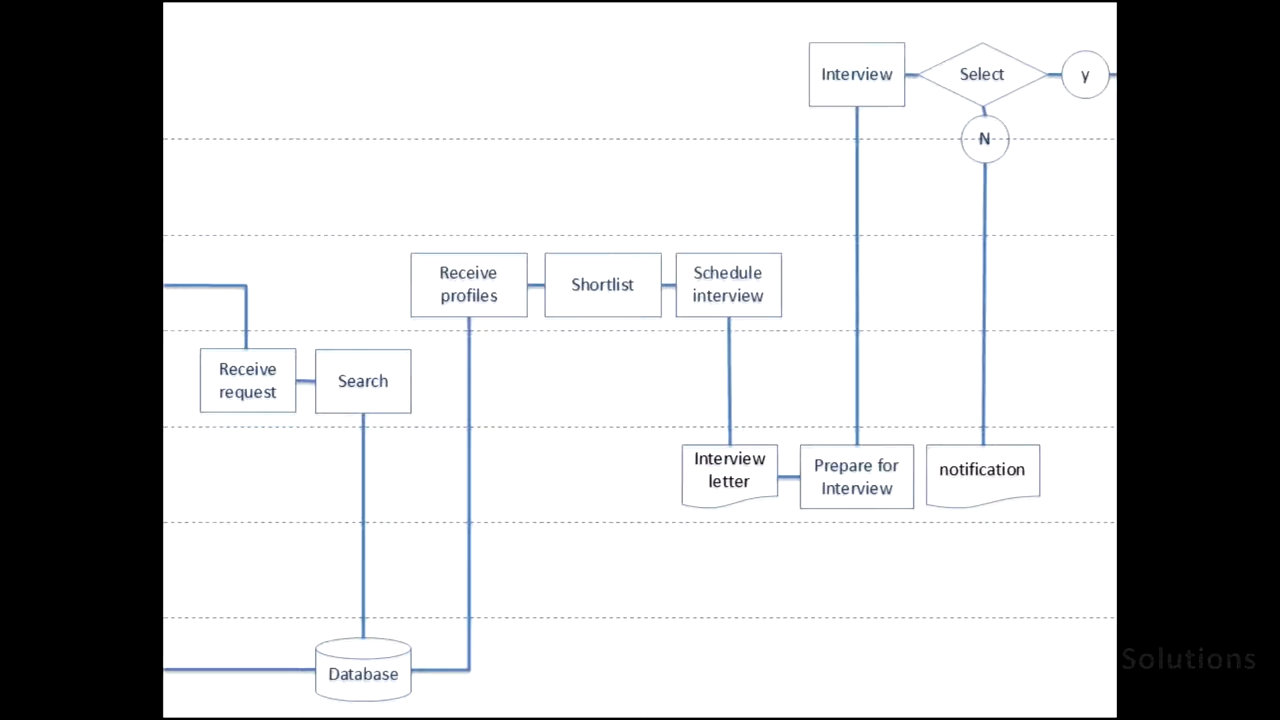 Interview
Select
y
N
Receive
profiles
Shortlist
Schedule
interview
Receive
request
Search
Interview
letter
Prepare for
Interview
notification
Database
Solutions